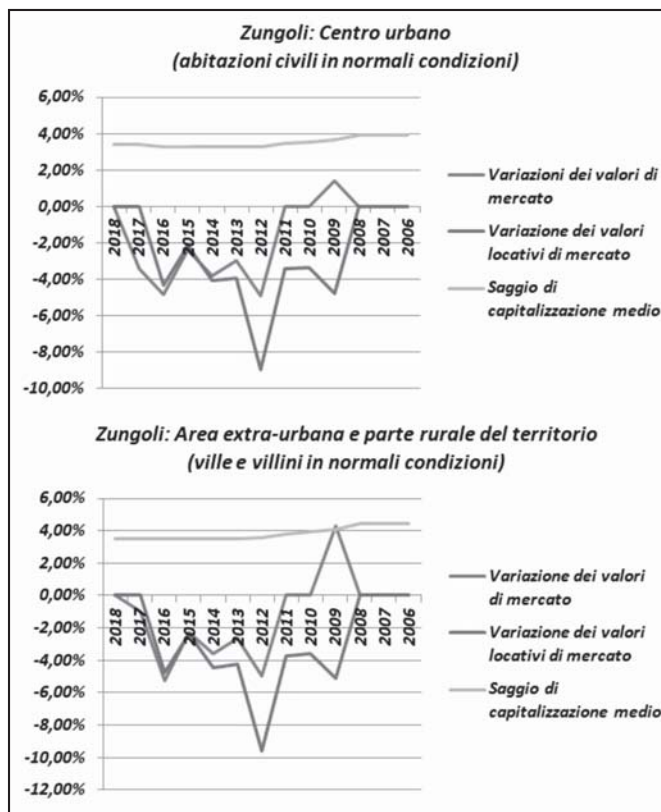 Zungoli: Centro urbano
(abitazioni civili in normali condizioni)
6,00%
4,00%
2,00%
0,00%
-2,00%
-4,00%
-6,00%
-8,00%
-10,00%
2018
2017
2016
2015
2014
2013
2012
2011
2010
2009
2008
2007
2006
Variazioni dei valori di
mercato
Variazione dei valori
locativi di mercato
Saggio di
capitalizzazione medio
Zungoli: Area extra-urbana e parte rurale del territorio
(ville e villini in normali condizioni)
6,00%
4,00%
2,00%
0,00%
-2,00%
-4,00%
-6,00%
-8,00%
-10,00%
-12,00%
2018
2017
2016
2015
2014
2013
2012
2011
2010
2009
2008
2007
2006
Variazione dei valori
di mercato
Variazione dei valori
locativi di mercato
Saggio di
capitalizzazione medio